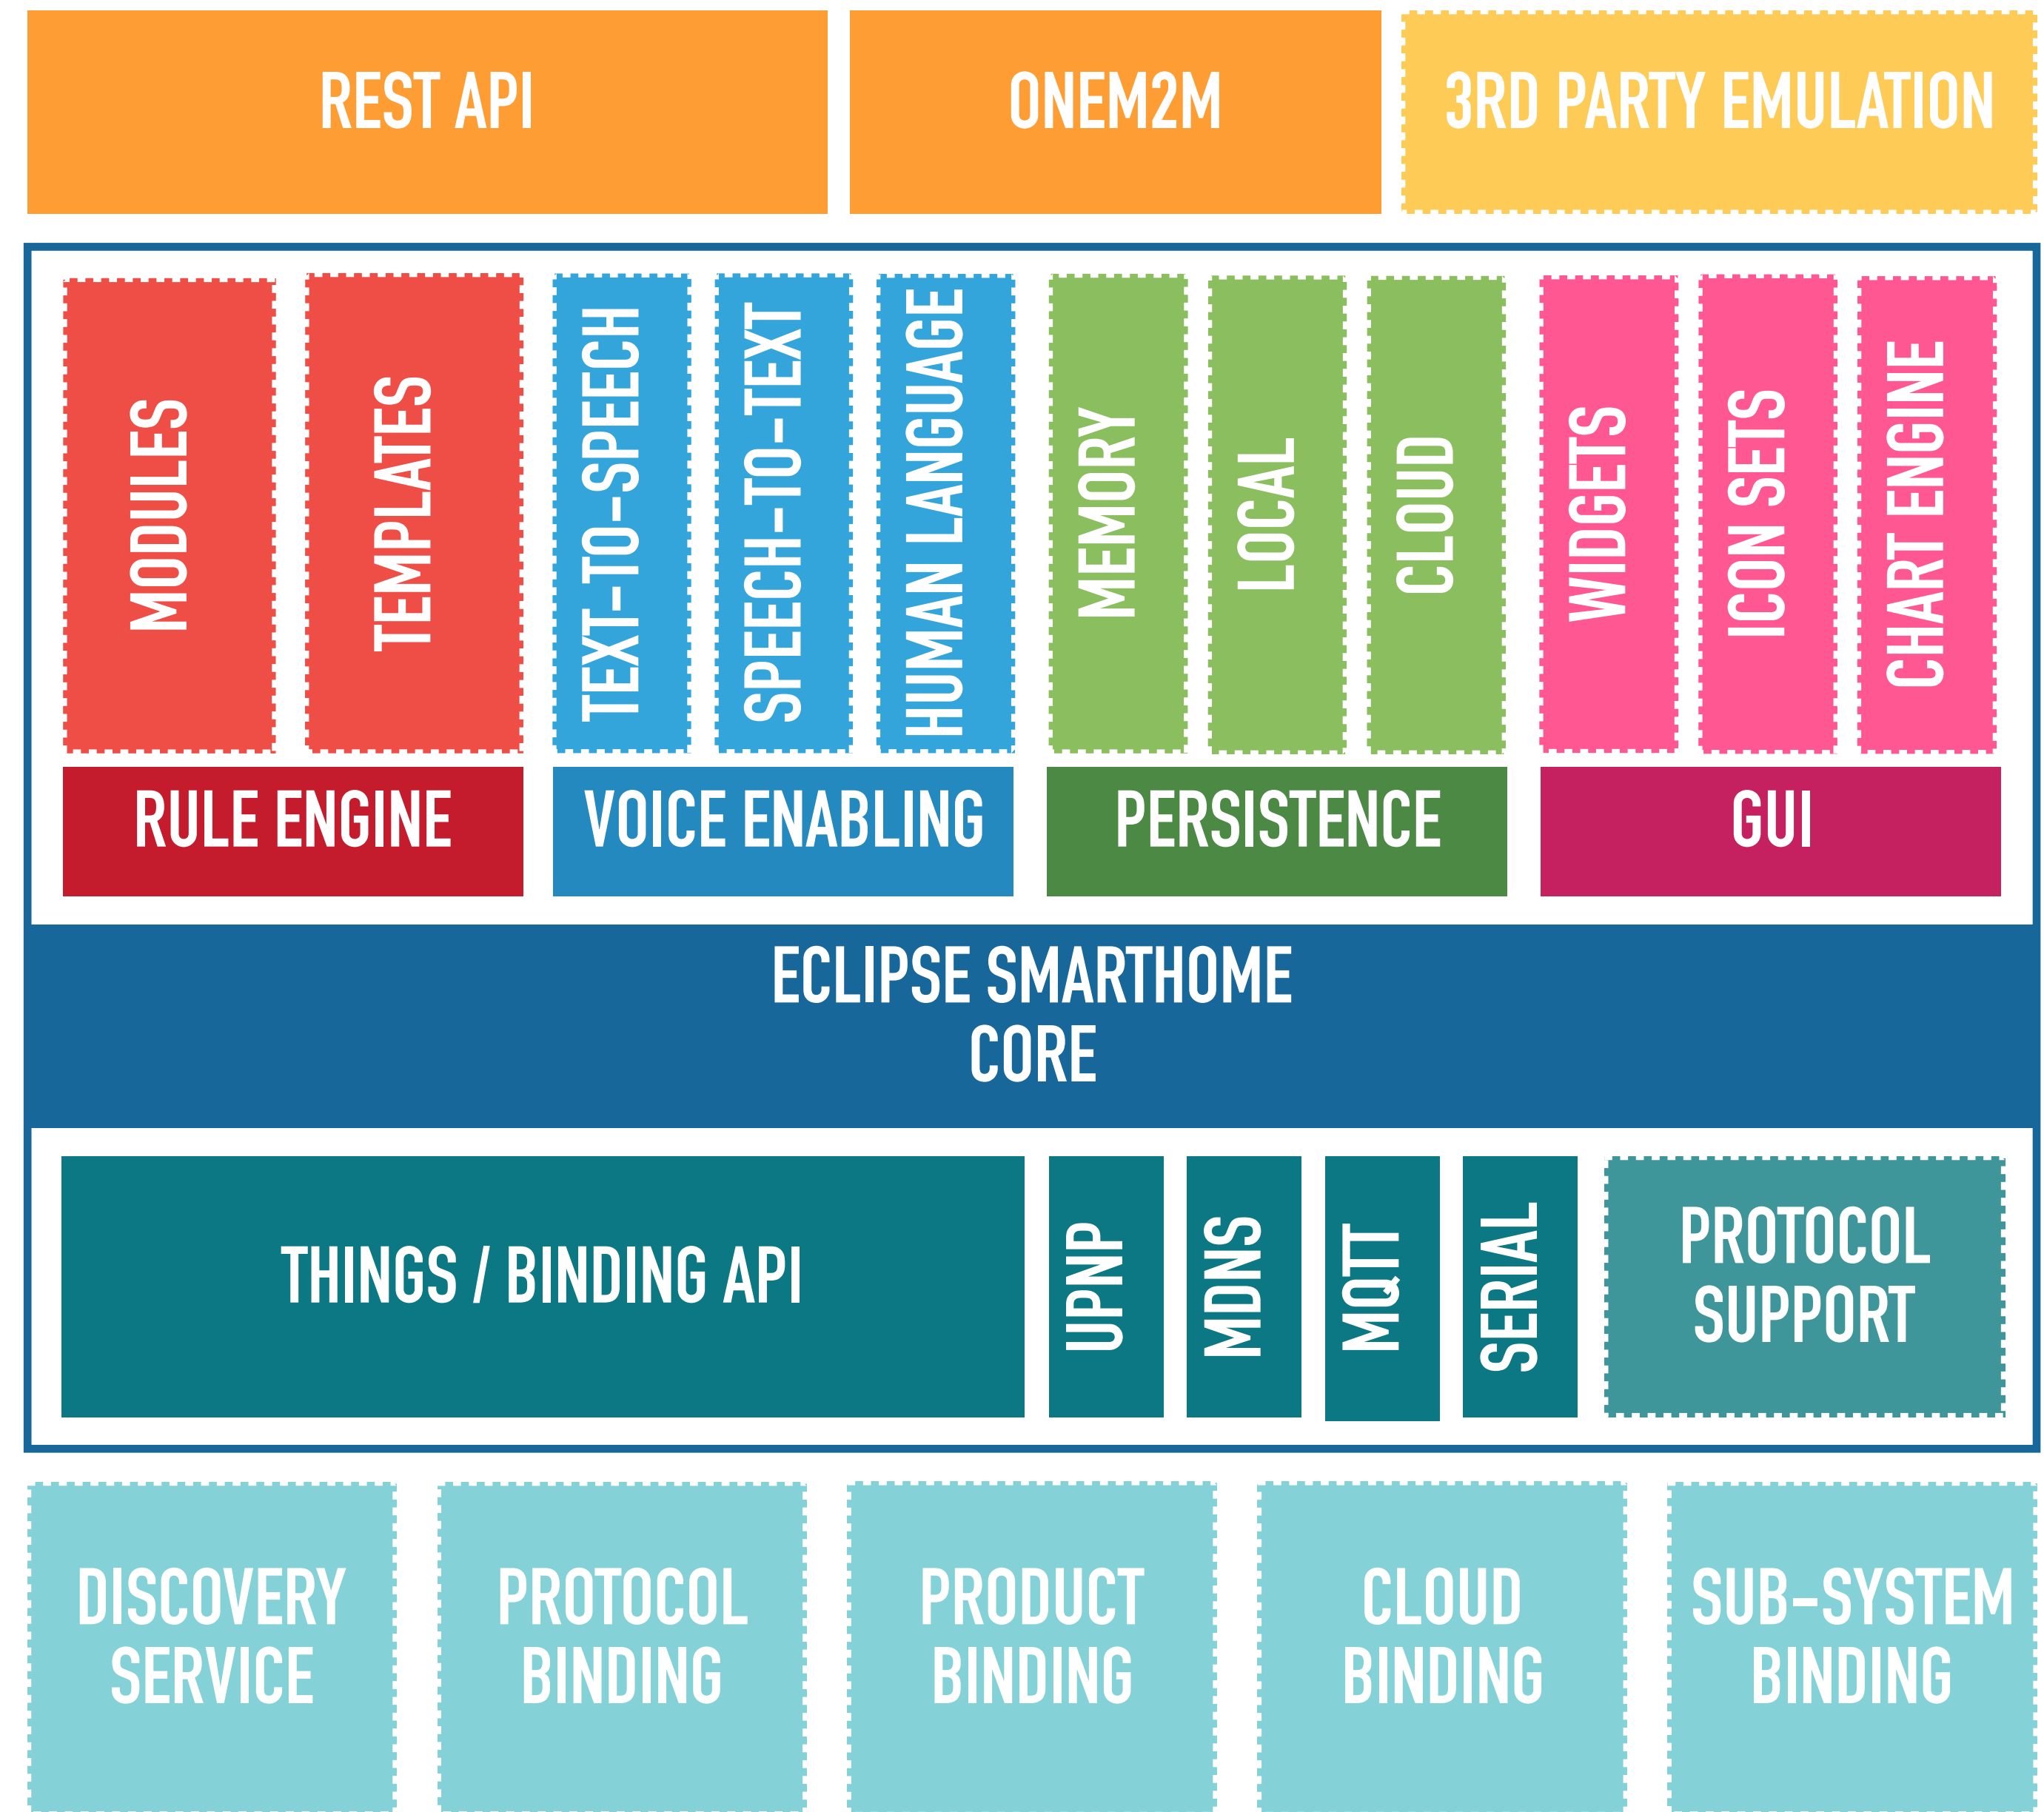 REST API
ONEM2M
3RD PARTY EMULATION
MODULES
TEMPLATES
TEXT-TO-SPEECH
SPEECH-TO-TEXT
HUMAN LANGUAGE
MEMORY
LOCAL
CLOUD
WIDGETS
ICON SETS
CHART ENGINE
RULE ENGINE
VOICE ENABLING
PERSISTENCE
GUI
ECLIPSE SMARTHOME
CORE
THINGS / BINDING API
UPNP
MDNS
MQTT
SERIAL
PROTOCOL
SUPPORT
DISCOVERY
SERVICE
PROTOCOL
BINDING
PRODUCT
BINDING
CLOUD
BINDING
SUB-SYSTEM
BINDING